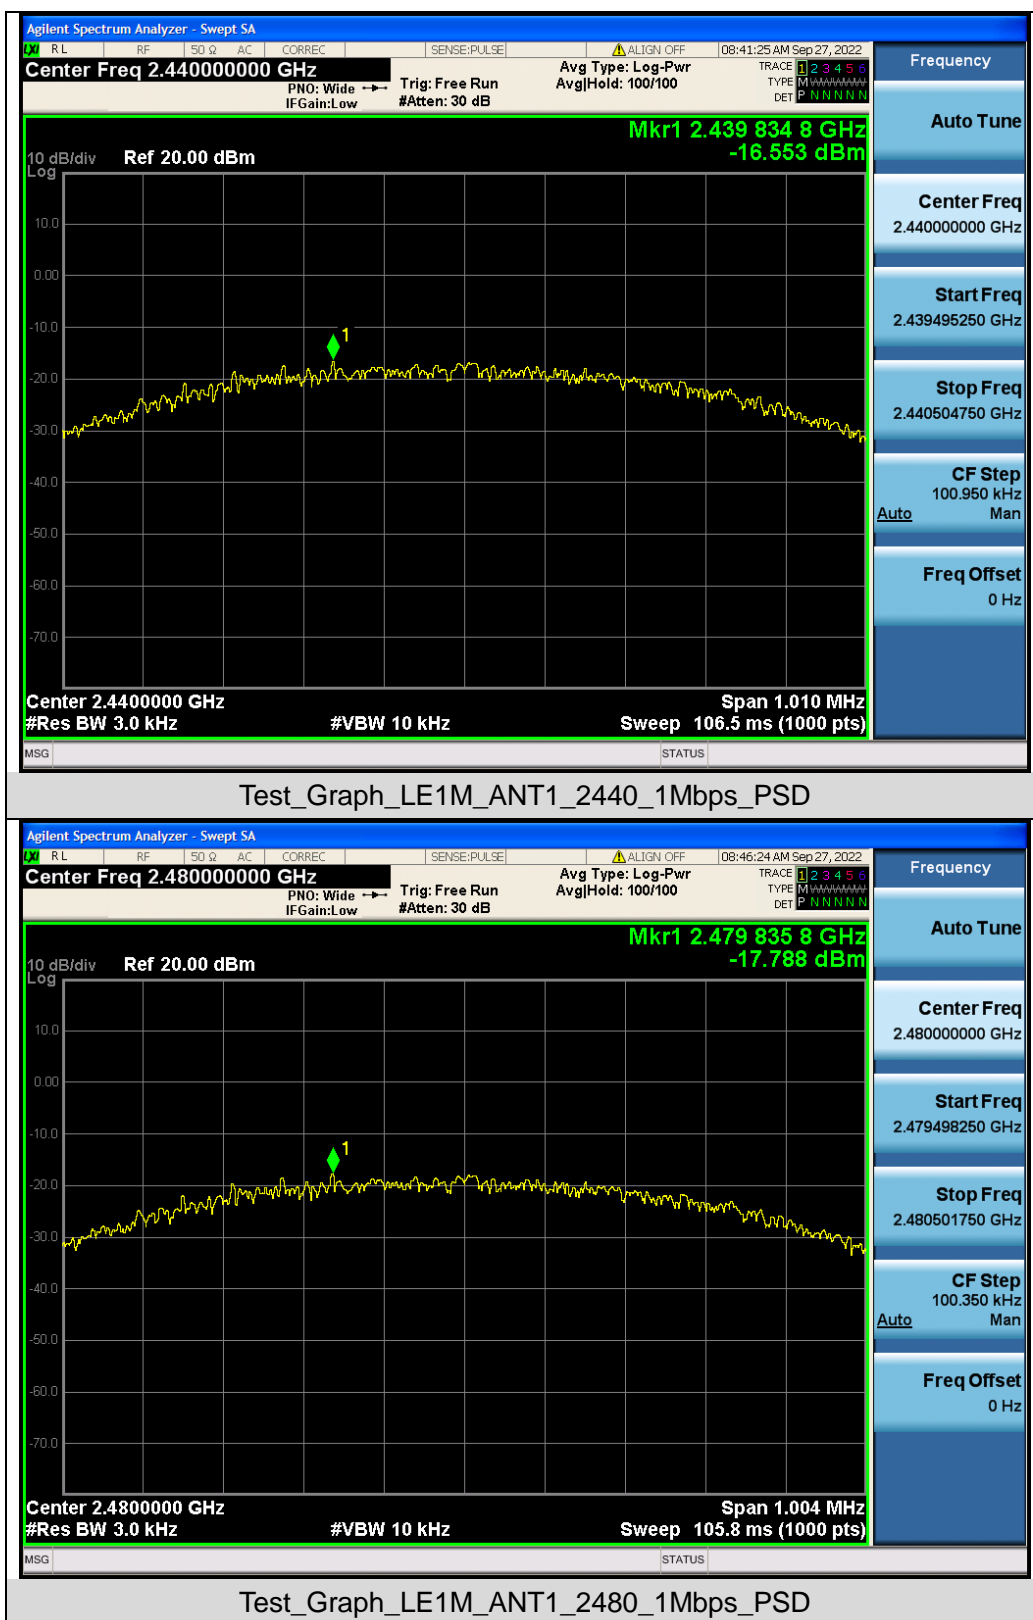 Agilent Spectrum Analyzer - Swept SA
LXI RL RF 50 Ω AC CORREC SENSE:PULSE ALIGN OFF 08:41:25 AM Sep 27, 2022
Center Freq 2.440000000 GHz
PNO: Wide
IFGain:Low
Trig: Free Run
#Atten: 30 dB
Avg Type: Log-Pwr
Avg|Hold: 100/100
TRACE 1 2 3 4 5 6
TYPE M
DET P N N N N N
Frequency
Auto Tune
Mkr1 2.439 834 8 GHz
-16.553 dBm
10 dB/div Ref 20.00 dBm
Log
10.0
0.00
-10.0
-20.0
-30.0
-40.0
-50.0
-60.0
-70.0
1
Center Freq
2.440000000 GHz
Start Freq
2.439495250 GHz
Stop Freq
2.440504750 GHz
CF Step
100.950 kHz
Auto Man
Freq Offset
0 Hz
Center 2.4400000 GHz Span 1.010 MHz
#Res BW 3.0 kHz #VBW 10 kHz Sweep 106.5 ms (1000 pts)
MSG STATUS
Test_Graph_LE1M_ANT1_2440_1Mbps_PSD
Agilent Spectrum Analyzer - Swept SA
LXI RL RF 50 Ω AC CORREC SENSE:PULSE ALIGN OFF 08:46:24 AM Sep 27, 2022
Center Freq 2.480000000 GHz
PNO: Wide
IFGain:Low
Trig: Free Run
#Atten: 30 dB
Avg Type: Log-Pwr
Avg|Hold: 100/100
TRACE 1 2 3 4 5 6
TYPE M
DET P N N N N N
Frequency
Auto Tune
Mkr1 2.479 835 8 GHz
-17.788 dBm
10 dB/div Ref 20.00 dBm
Log
10.0
0.00
-10.0
-20.0
-30.0
-40.0
-50.0
-60.0
-70.0
1
Center Freq
2.480000000 GHz
Start Freq
2.479498250 GHz
Stop Freq
2.480501750 GHz
CF Step
100.350 kHz
Auto Man
Freq Offset
0 Hz
Center 2.4800000 GHz Span 1.004 MHz
#Res BW 3.0 kHz #VBW 10 kHz Sweep 105.8 ms (1000 pts)
MSG STATUS
Test_Graph_LE1M_ANT1_2480_1Mbps_PSD